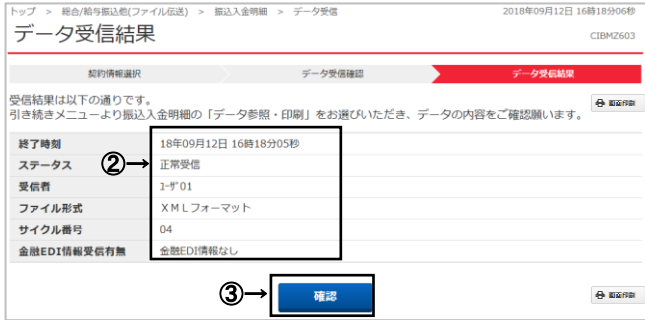 トップ > 総合/給与振込他(ファイル伝送) > 振込入金明細 > データ受信
2018年09月12日 16時18分06秒
データ受信結果
CIBMZ603
契約情報選択
データ受信確認
データ受信結果
受信結果は以下の通りです。
引き続きメニューより振込入金明細の「データ参照・印刷」をお選びいただき、データの内容をご確認願います。
画面印刷
終了時刻 18年09月12日 16時18分05秒
ステータス ②→ 正常受信
受信者 ﾕｰｻﾞ01
ファイル形式 ＸＭＬフォーマット
サイクル番号 04
金融EDI情報受信有無 金融EDI情報なし
③→ 確認
画面印刷